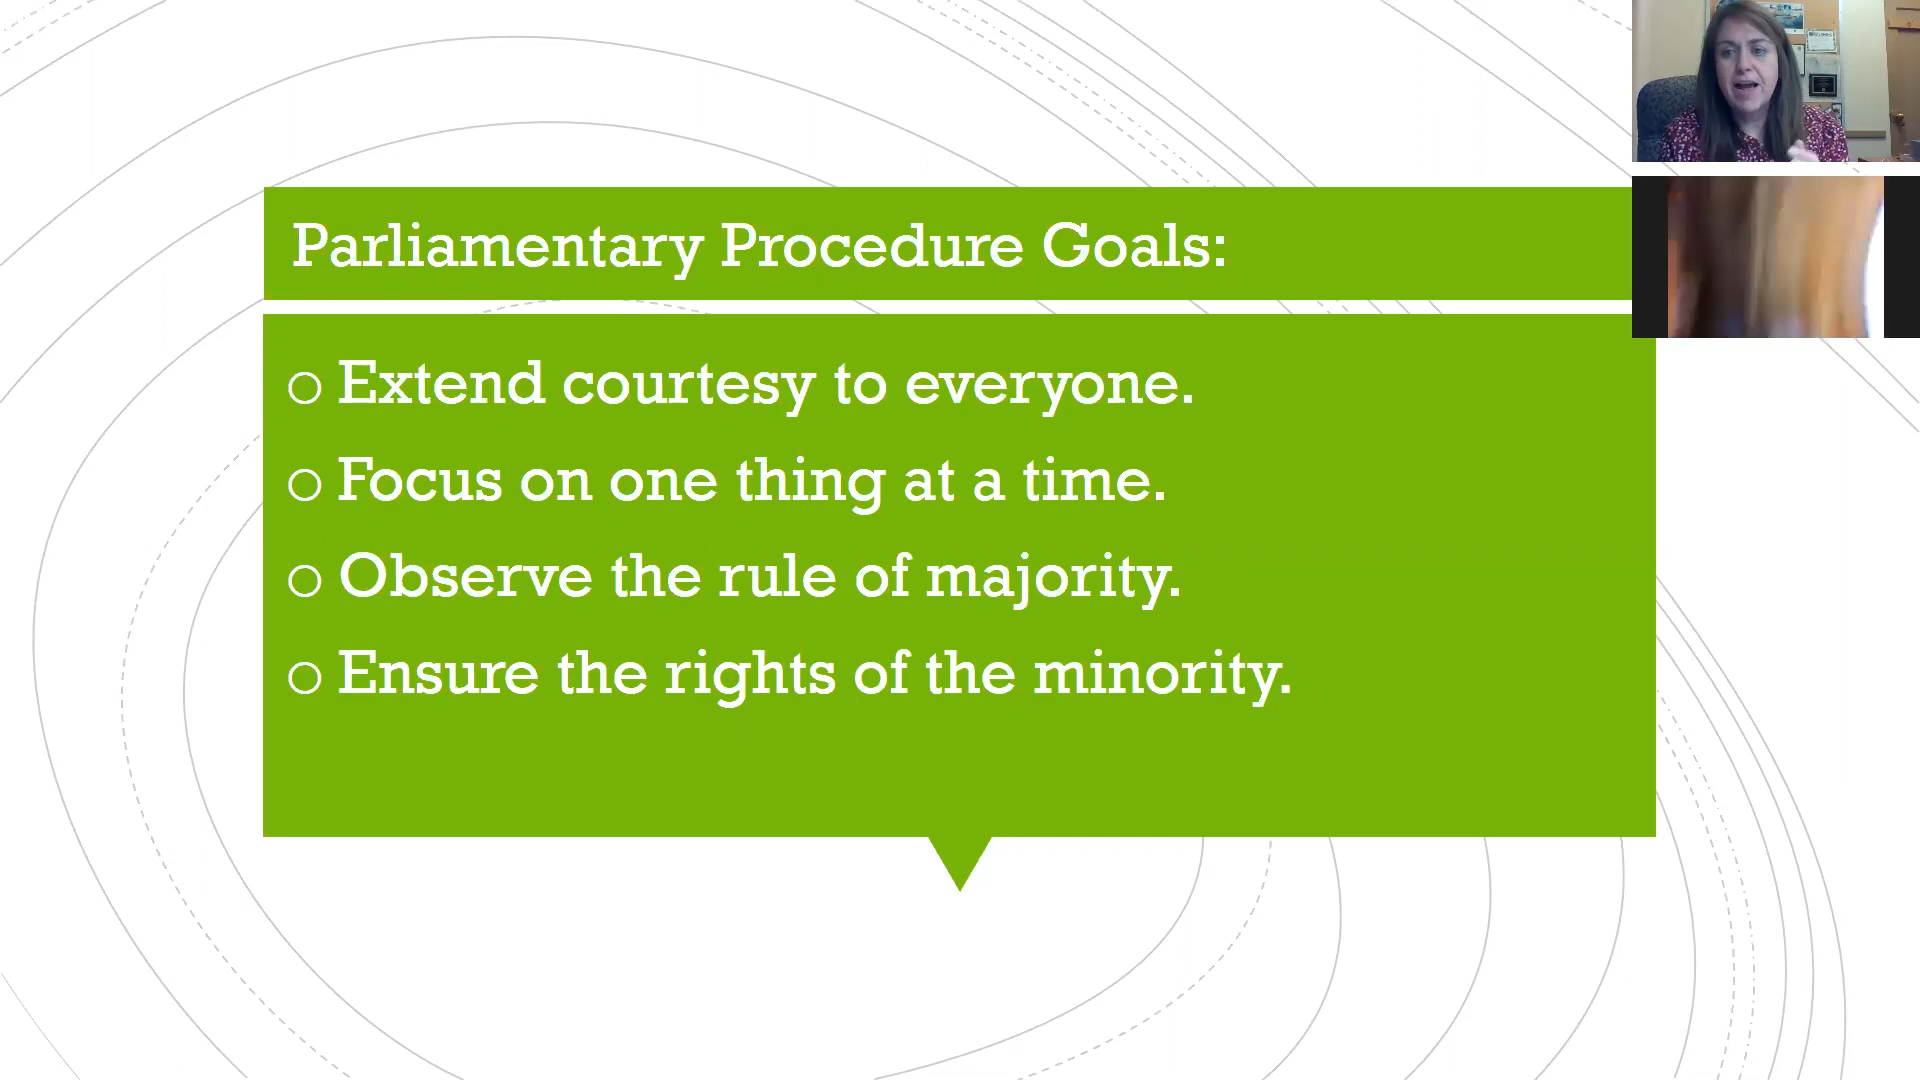 Parliamentary Procedure Goals:
Extend courtesy to everyone.
Focus on one thing at a time.
Observe the rule of majority.
Ensure the rights of the minority.